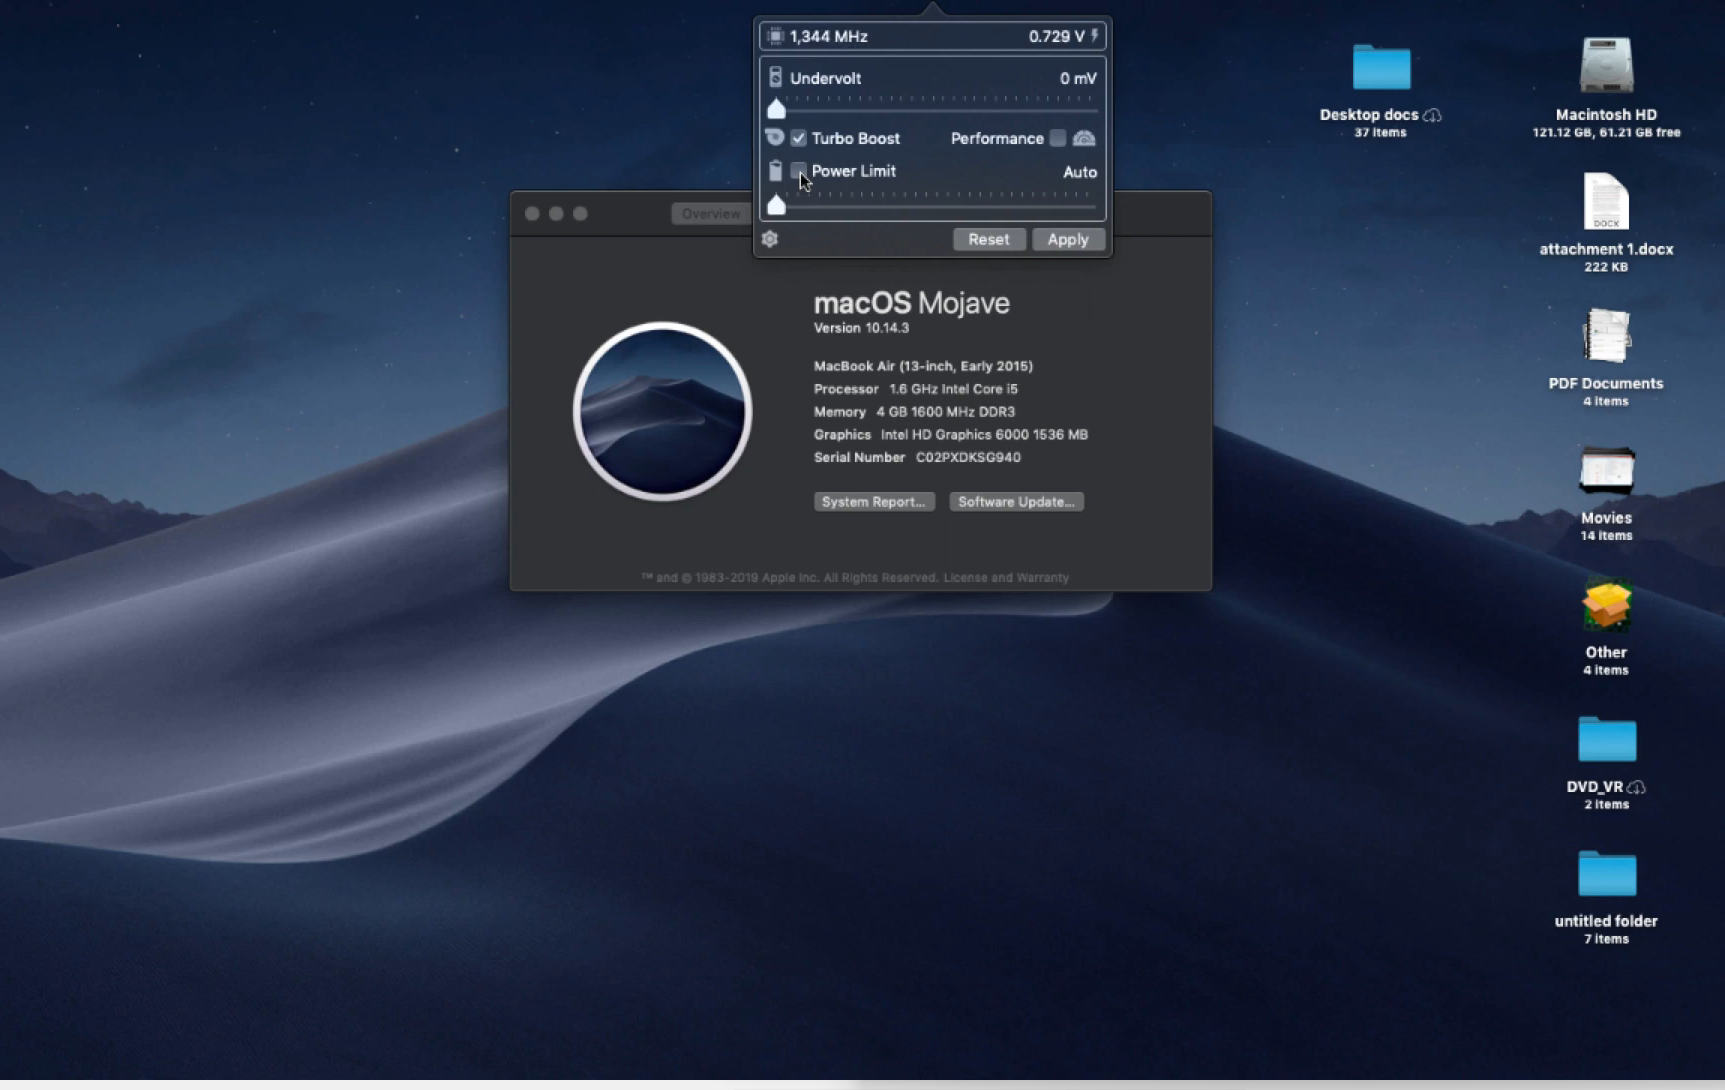 1,344 MHz 0.729 V
Undervolt 0 mV
Turbo Boost Performance
Power Limit Auto
Reset Apply
Overview
macOS Mojave
Version 10.14.3
MacBook Air (13-inch, Early 2015)
Processor 1.6 GHz Intel Core i5
Memory 4 GB 1600 MHz DDR3
Graphics Intel HD Graphics 6000 1536 MB
Serial Number C02PXDKSG940
System Report... Software Update...
™ and © 1983-2019 Apple Inc. All Rights Reserved. License and Warranty
Desktop docs
37 items
Macintosh HD
121.12 GB, 61.21 GB free
DOCX
attachment 1.docx
222 KB
PDF Documents
4 items
Movies
14 items
Other
4 items
DVD_VR
2 items
untitled folder
7 items